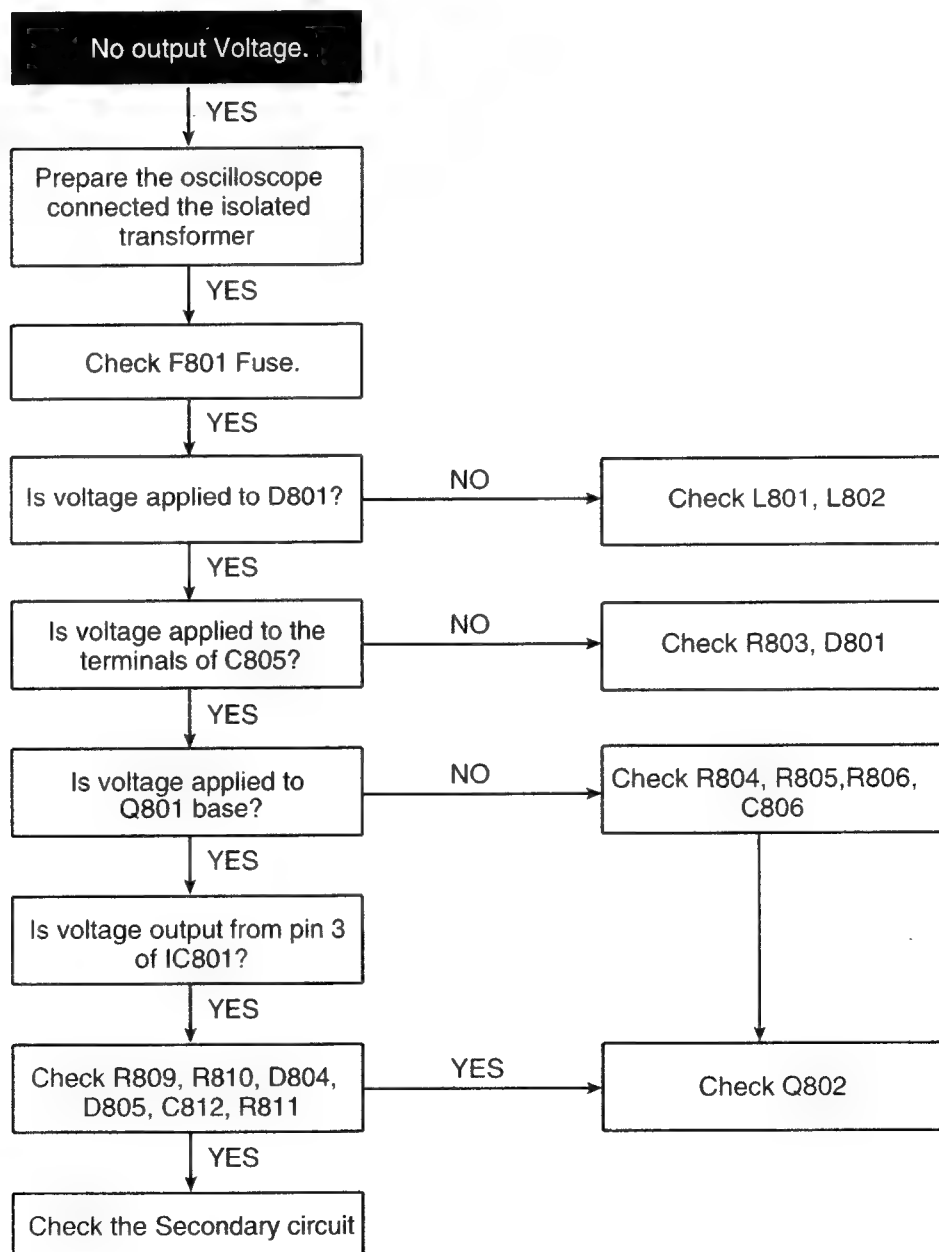 No output Voltage.
YES
Prepare the oscilloscope
connected the isolated
transformer
YES
Check F801 Fuse.
YES
Is voltage applied to D801?
NO
Check L801, L802
YES
Is voltage applied to the
terminals of C805?
NO
Check R803, D801
YES
Is voltage applied to
Q801 base?
NO
Check R804, R805,R806,
C806
YES
Is voltage output from pin 3
of IC801?
YES
Check R809, R810, D804,
D805, C812, R811
YES
Check Q802
YES
Check the Secondary circuit